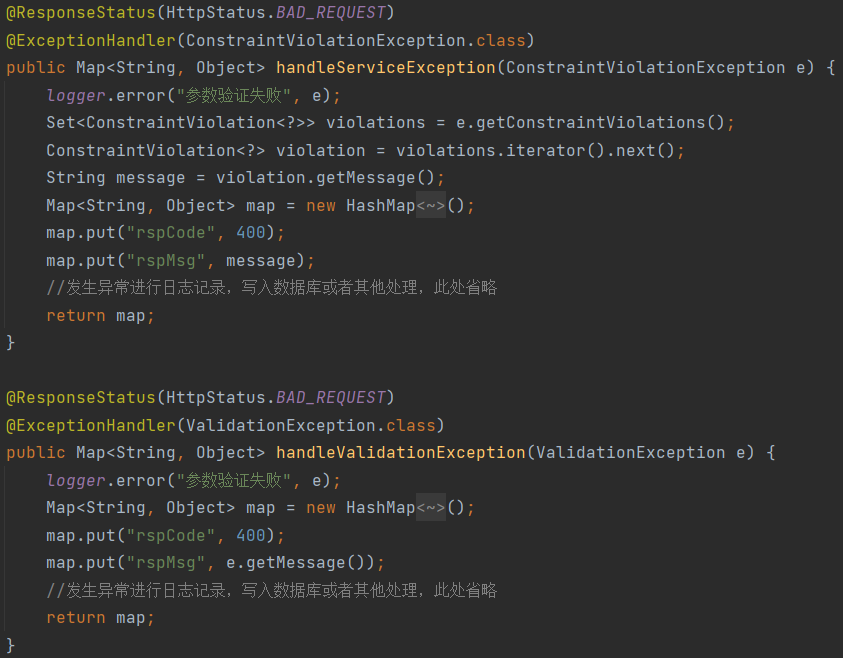 @ResponseStatus(HttpStatus.BAD_REQUEST)
@ExceptionHandler(ConstraintViolationException.class)
public Map<String, Object> handleServiceException(ConstraintViolationException e) {
    logger.error("参数验证失败", e);
    Set<ConstraintViolation<?>> violations = e.getConstraintViolations();
    ConstraintViolation<?> violation = violations.iterator().next();
    String message = violation.getMessage();
    Map<String, Object> map = new HashMap<~>();
    map.put("rspCode", 400);
    map.put("rspMsg", message);
    //发生异常进行日志记录，写入数据库或者其他处理，此处省略
    return map;
}
@ResponseStatus(HttpStatus.BAD_REQUEST)
@ExceptionHandler(ValidationException.class)
public Map<String, Object> handleValidationException(ValidationException e) {
    logger.error("参数验证失败", e);
    Map<String, Object> map = new HashMap<~>();
    map.put("rspCode", 400);
    map.put("rspMsg", e.getMessage());
    //发生异常进行日志记录，写入数据库或者其他处理，此处省略
    return map;
}